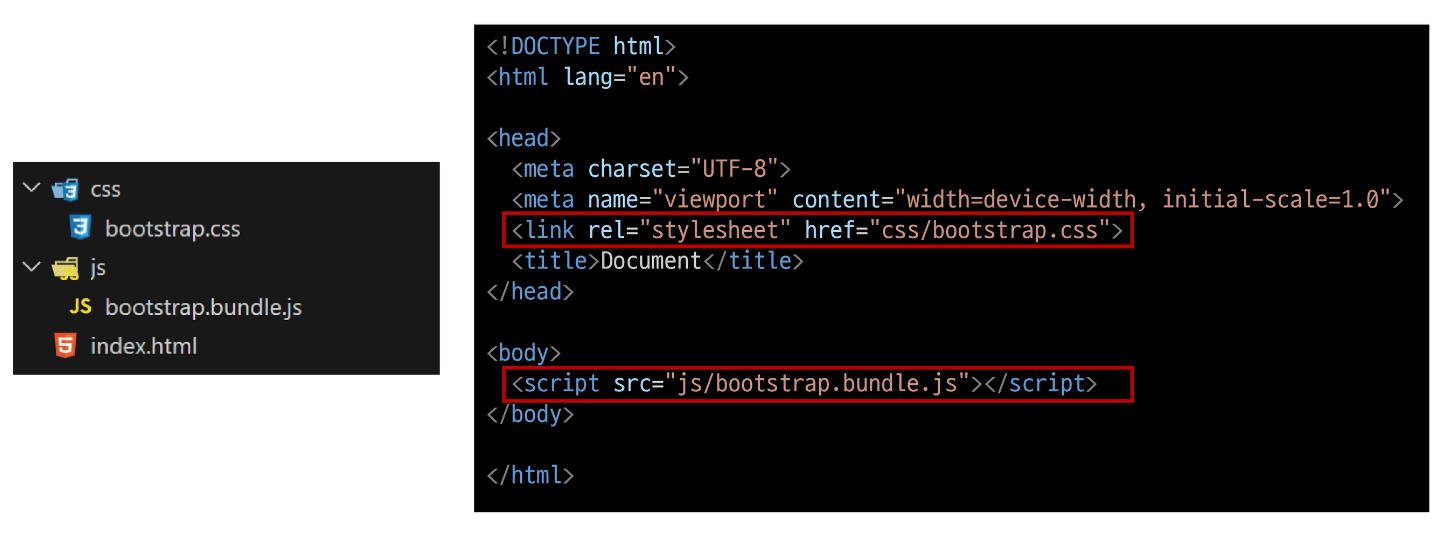 css
bootstrap.css
js
JS bootstrap.bundle.js
index.html
<!DOCTYPE html>
<html lang="en">
<head>
<meta charset="UTF-8">
<meta name="viewport" content="width=device-width, initial-scale=1.0">
<link rel="stylesheet" href="css/bootstrap.css">
<title>Document</title>
</head>
<body>
<script src="js/bootstrap.bundle.js"></script>
</body>
</html>